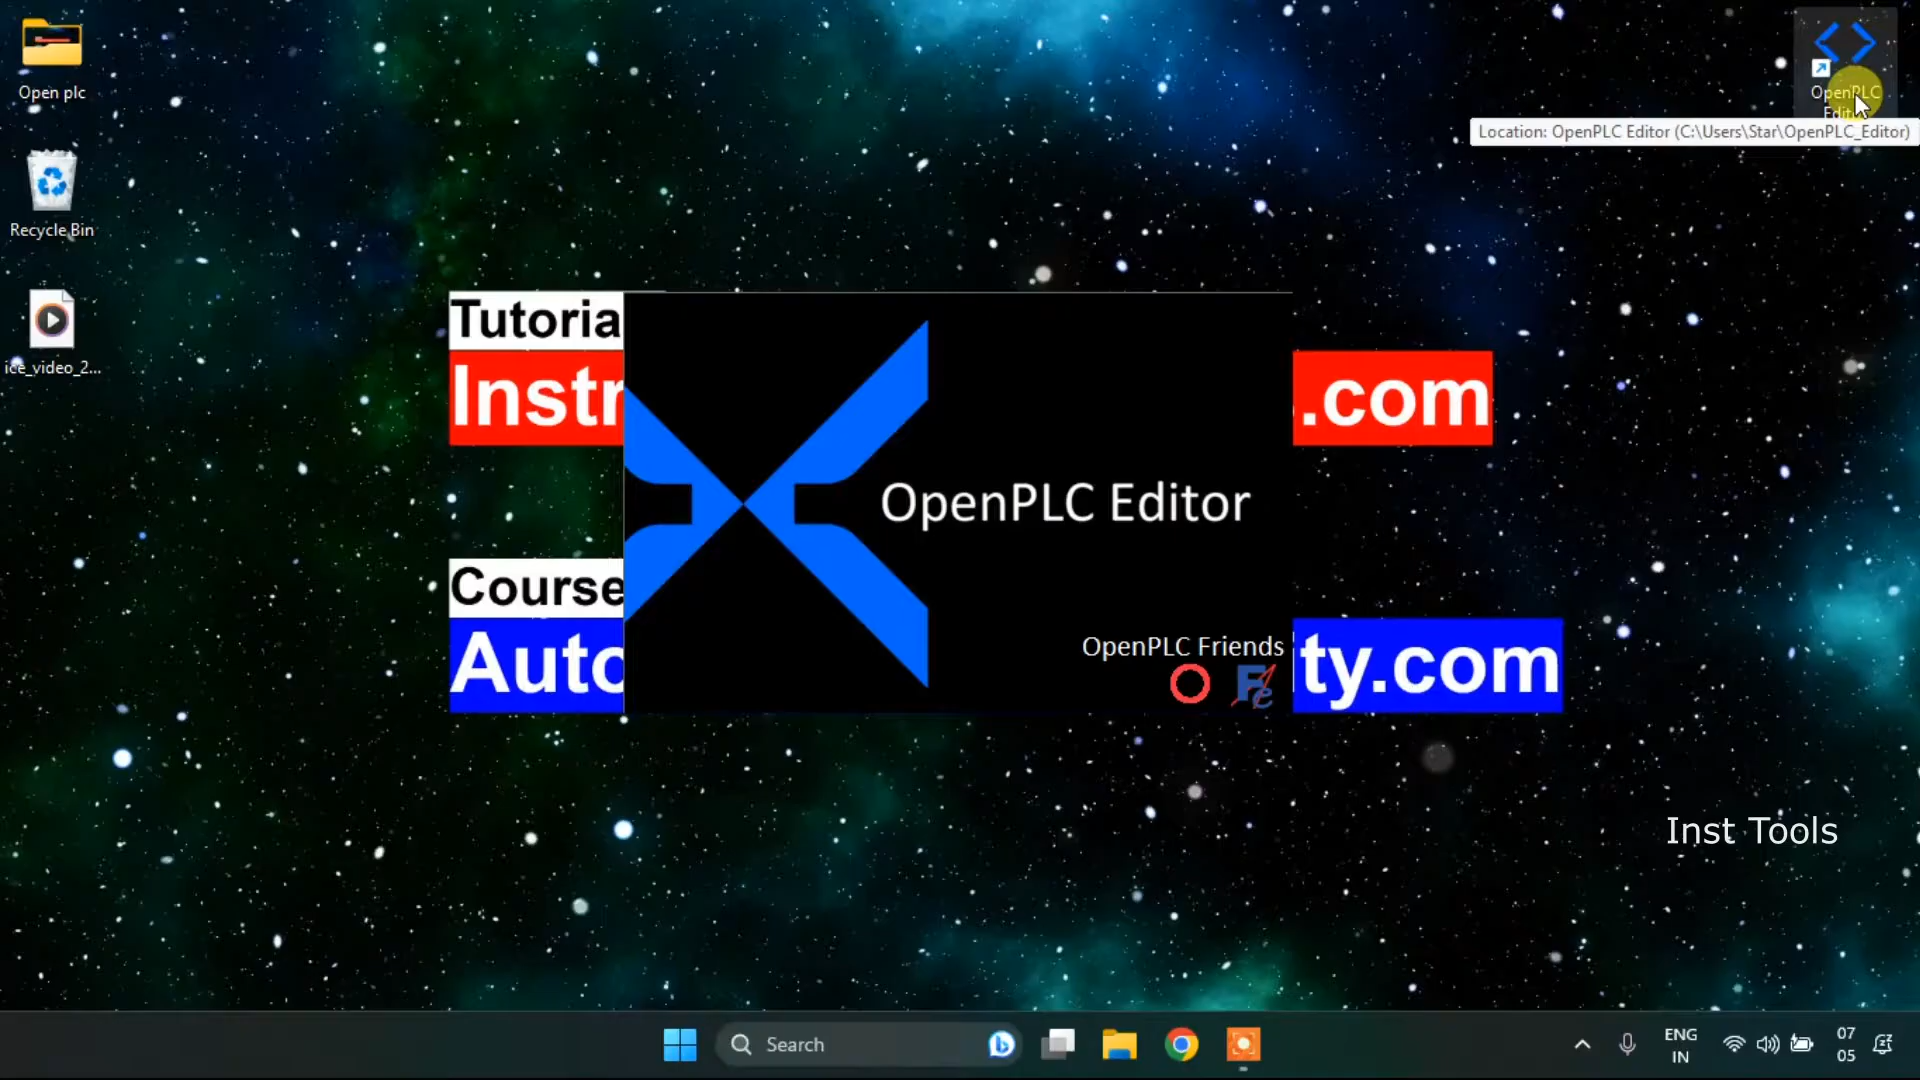 Open plc
Recycle Bin
ice_video_2...
OpenPLC
Location: OpenPLC Editor (C:\Users\Star\OpenPLC_Editor)
Tutoria
Instr
.com
OpenPLC Editor
Course
Auto
ty.com
OpenPLC Friends
Inst Tools
Search
ENG
IN
07
05